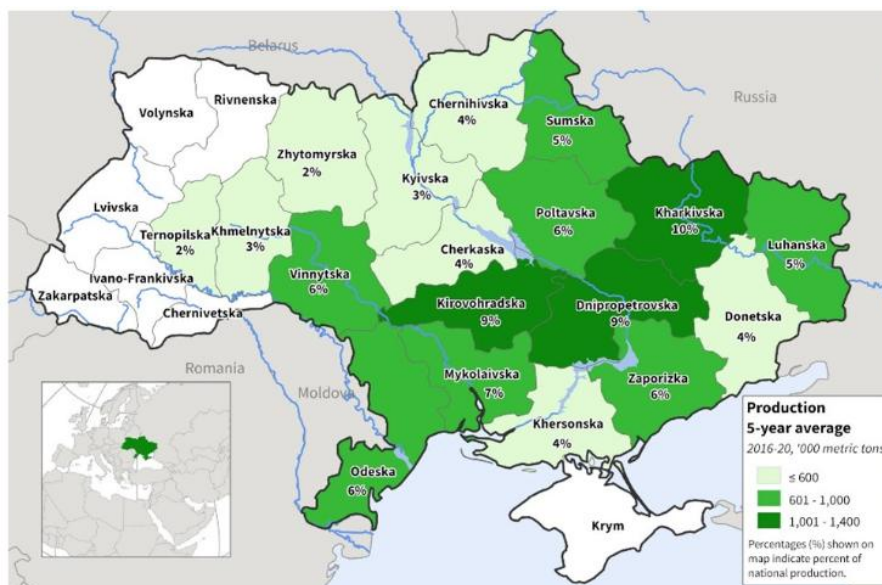 Belarus
Volynska
Rivnenska
Chernihivska
4%
Russia
Sumska
5%
Zhytomyrska
2%
Kyivska
3%
Lvivska
Poltavska
6%
Kharkivska
10%
Ternopilska
2%
Khmelnytska
3%
Cherkaska
4%
Luhanska
5%
Vinnytska
6%
Ivano-Frankivska
Zakarpatska
Chernivetska
Kirovohradska
9%
Dnipropetrovska
9%
Donetska
4%
Romania
Moldova
Mykolaivska
7%
Zaporizka
6%
Khersonska
4%
Odeska
6%
Krym
Production
5-year average
2016-20, '000 metric tons
≤ 600
601 - 1,000
1,001 - 1,400
Percentages (%) shown on
map indicate percent of
national production.